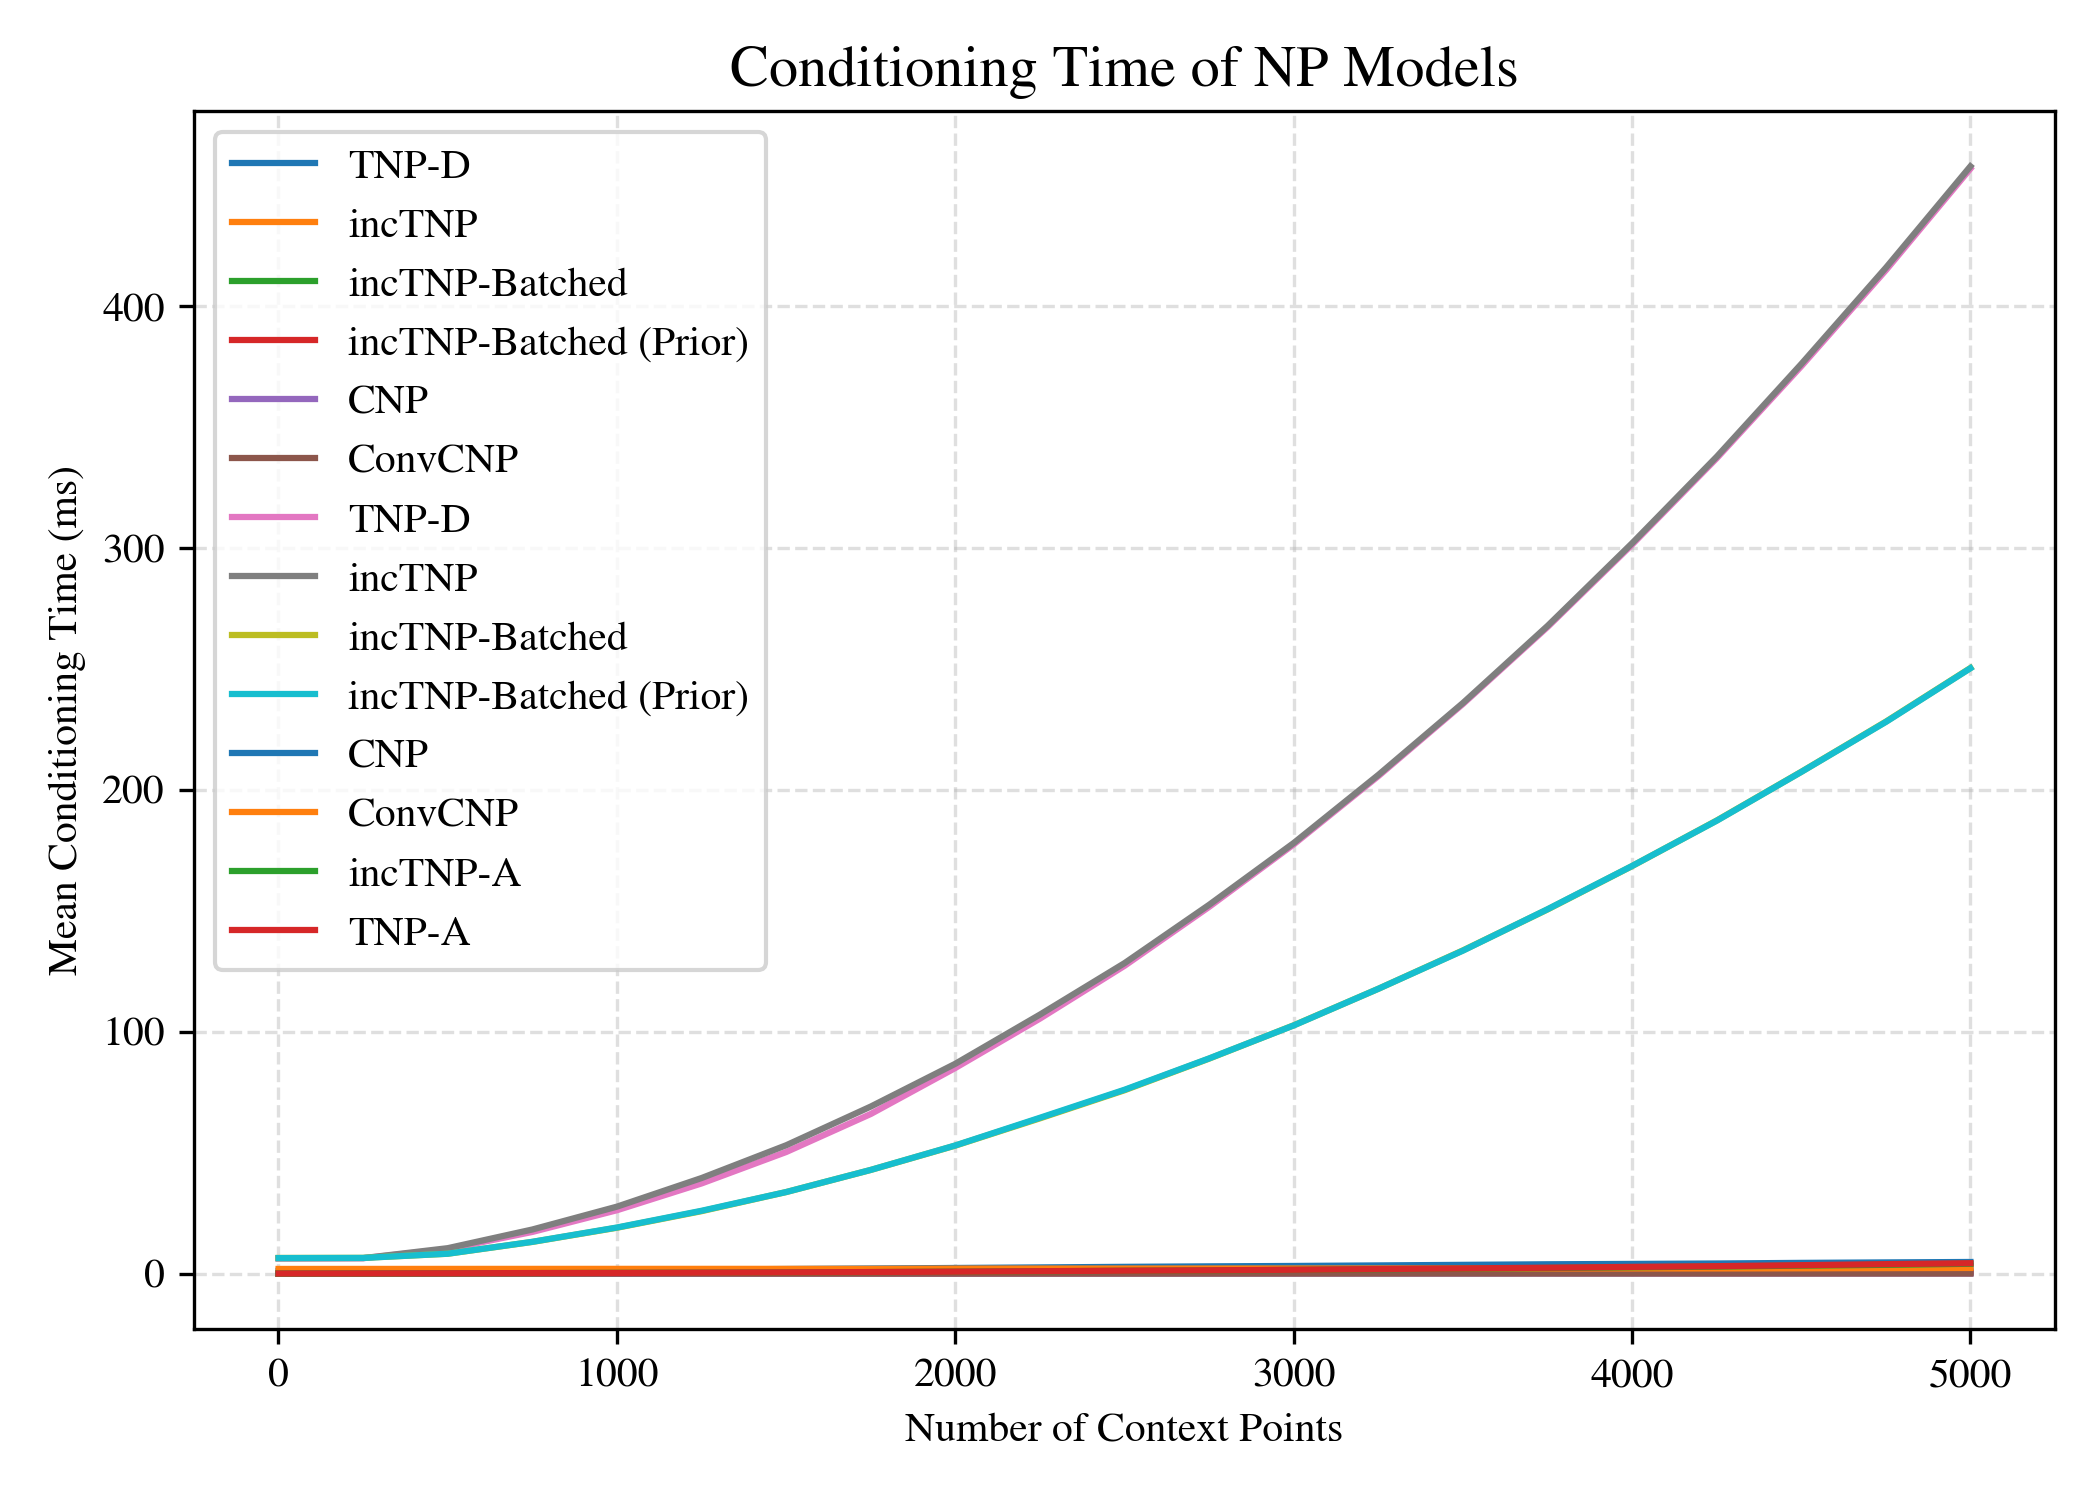 Conditioning Time of NP Models
TNP-D
incTNP
incTNP-Batched
incTNP-Batched (Prior)
CNP
ConvCNP
TNP-D
incTNP
incTNP-Batched
incTNP-Batched (Prior)
CNP
ConvCNP
incTNP-A
TNP-A
Mean Conditioning Time (ms)
400
300
200
100
0
0 1000 2000 3000 4000 5000
Number of Context Points